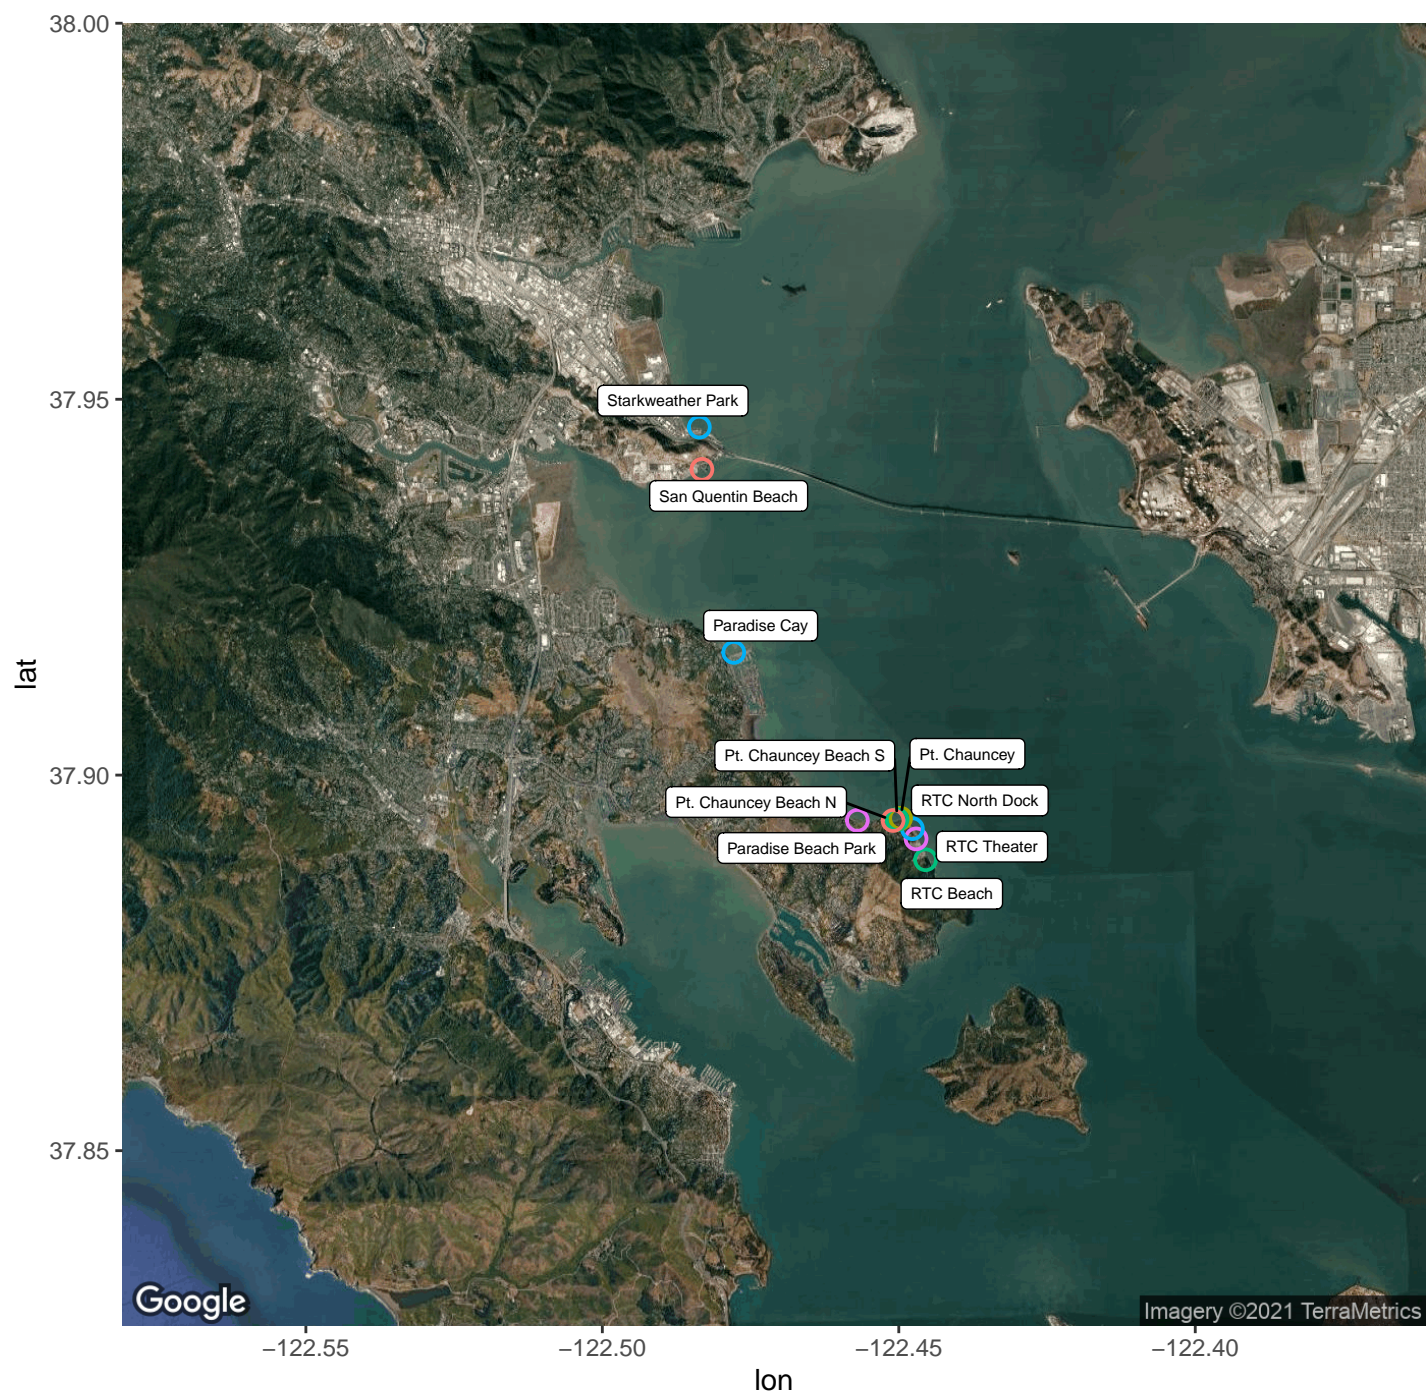 38.00
37.95
37.90
37.85
lat
Starkweather Park
San Quentin Beach
Paradise Cay
Pt. Chauncey Beach S
Pt. Chauncey
Pt. Chauncey Beach N
RTC North Dock
Paradise Beach Park
RTC Theater
RTC Beach
Google
Imagery ©2021 TerraMetrics
−122.55
−122.50
−122.45
−122.40
lon